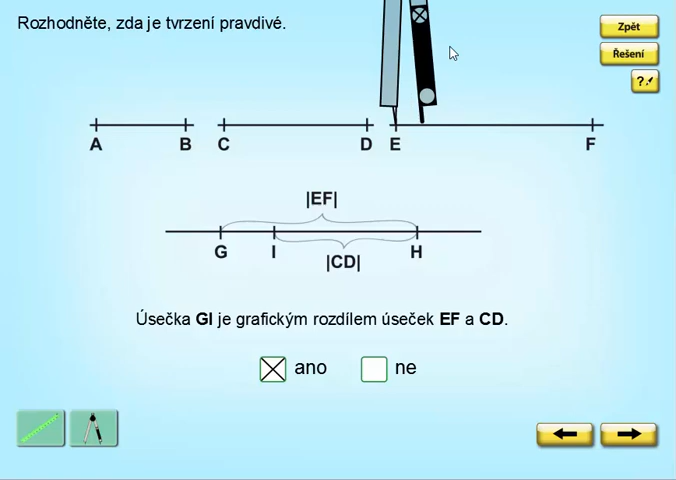 Rozhodněte, zda je tvrzení pravdivé.
Zpět
Řešení
?
A B C D E F
|EF|
G I H
|CD|
Úsečka GI je grafickým rozdílem úseček EF a CD.
ano ne